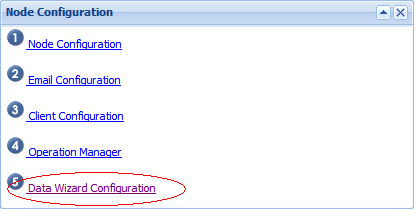 Node Configuration
1 Node Configuration
2 Email Configuration
3 Client Configuration
4 Operation Manager
5 Data Wizard Configuration